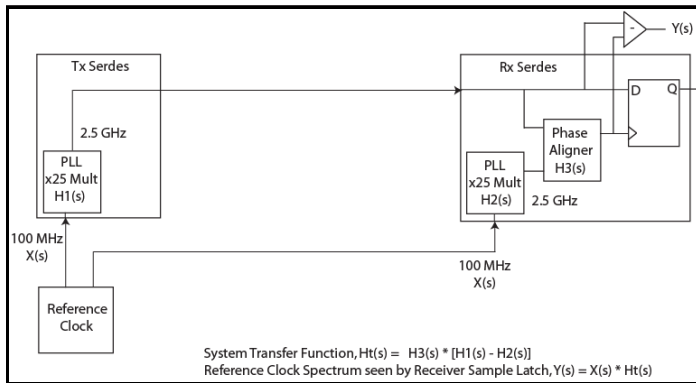 Y(s)
-
Tx Serdes
Rx Serdes
2.5 GHz
D
Q
PLL
x25 Mult
H1(s)
Phase
Aligner
H3(s)
PLL
x25 Mult
H2(s)
2.5 GHz
100 MHz
X(s)
100 MHz
X(s)
Reference
Clock
System Transfer Function, Ht(s) = H3(s) * [H1(s) - H2(s)]
Reference Clock Spectrum seen by Receiver Sample Latch, Y(s) = X(s) * Ht(s)